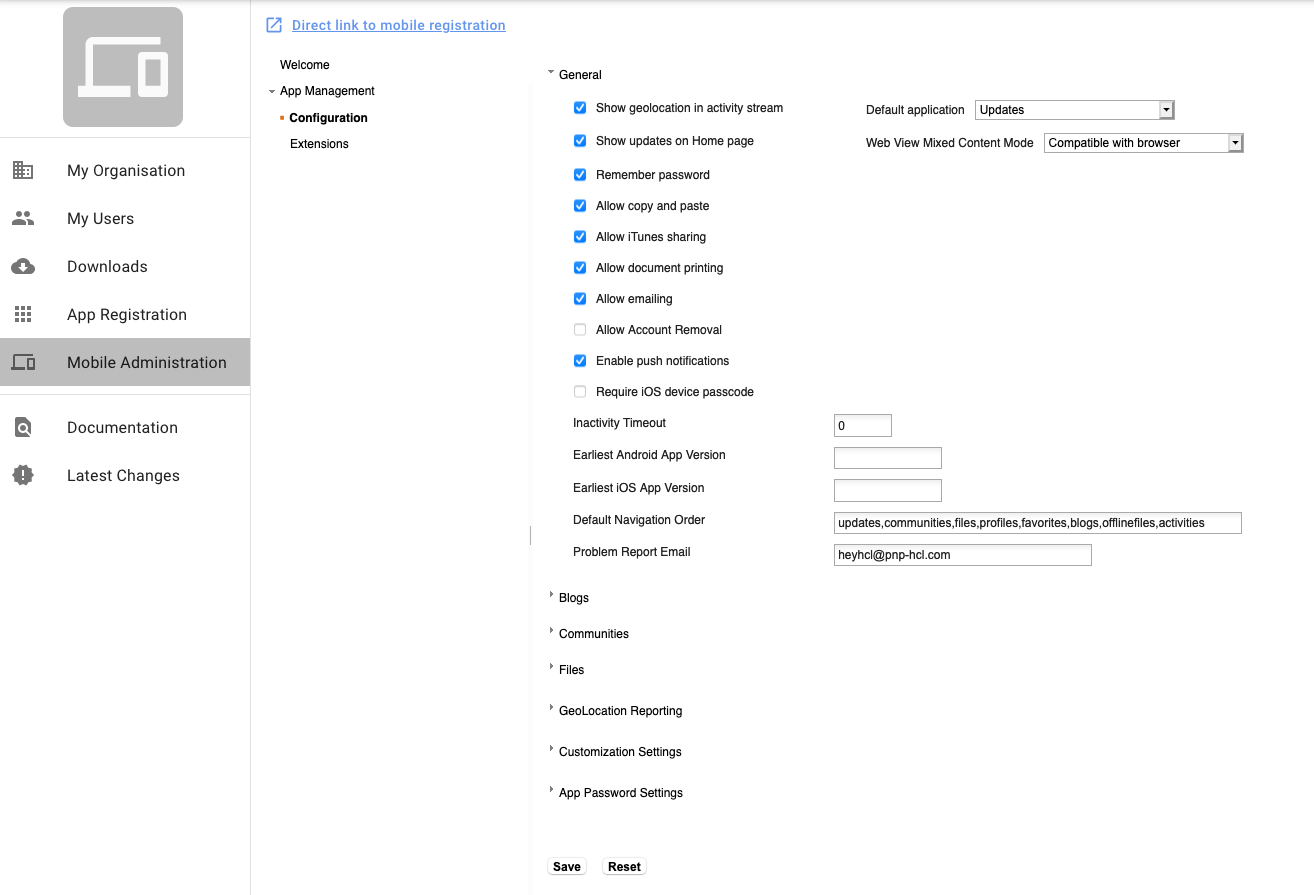 My Organisation
My Users
Downloads
App Registration
Mobile Administration
Documentation
Latest Changes
Direct link to mobile registration
Welcome
App Management
Configuration
Extensions
General
Show geolocation in activity stream
Default application Updates
Show updates on Home page
Web View Mixed Content Mode Compatible with browser
Remember password
Allow copy and paste
Allow iTunes sharing
Allow document printing
Allow emailing
Allow Account Removal
Enable push notifications
Require iOS device passcode
Inactivity Timeout 0
Earliest Android App Version
Earliest iOS App Version
Default Navigation Order updates,communities,files,profiles,favorites,blogs,offlinefiles,activities
Problem Report Email heyhcl@pnp-hcl.com
Blogs
Communities
Files
GeoLocation Reporting
Customization Settings
App Password Settings
Save Reset